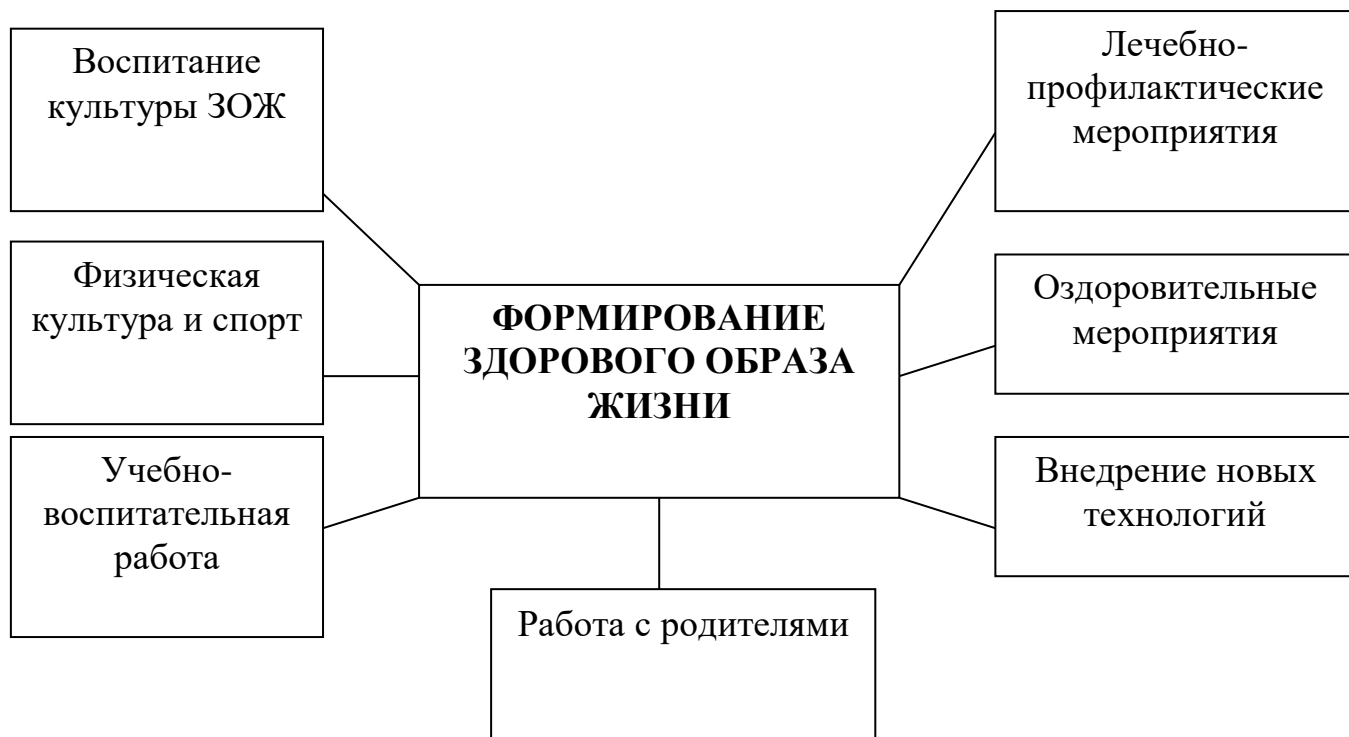 Воспитание
культуры ЗОЖ
Физическая
культура и спорт
Учебно-
воспитательная
работа
ФОРМИРОВАНИЕ
ЗДОРОВОГО ОБРАЗА
ЖИЗНИ
Работа с родителями
Лечебно-
профилактические
мероприятия
Оздоровительные
мероприятия
Внедрение новых
технологий